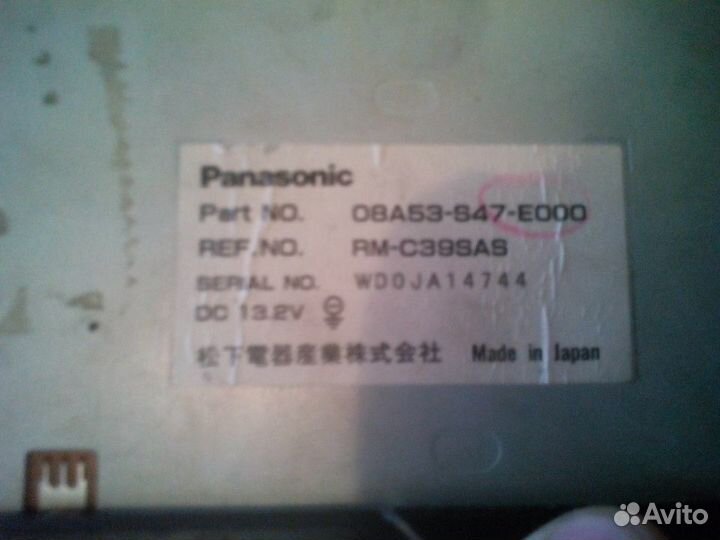 Panasonic
Part NO. 08A53-S47-E000
REF.NO. RM-C39SAS
SERIAL NO. WD0JA14744
DC 13.2V
松下電器産業株式会社 Made in Japan
Avito